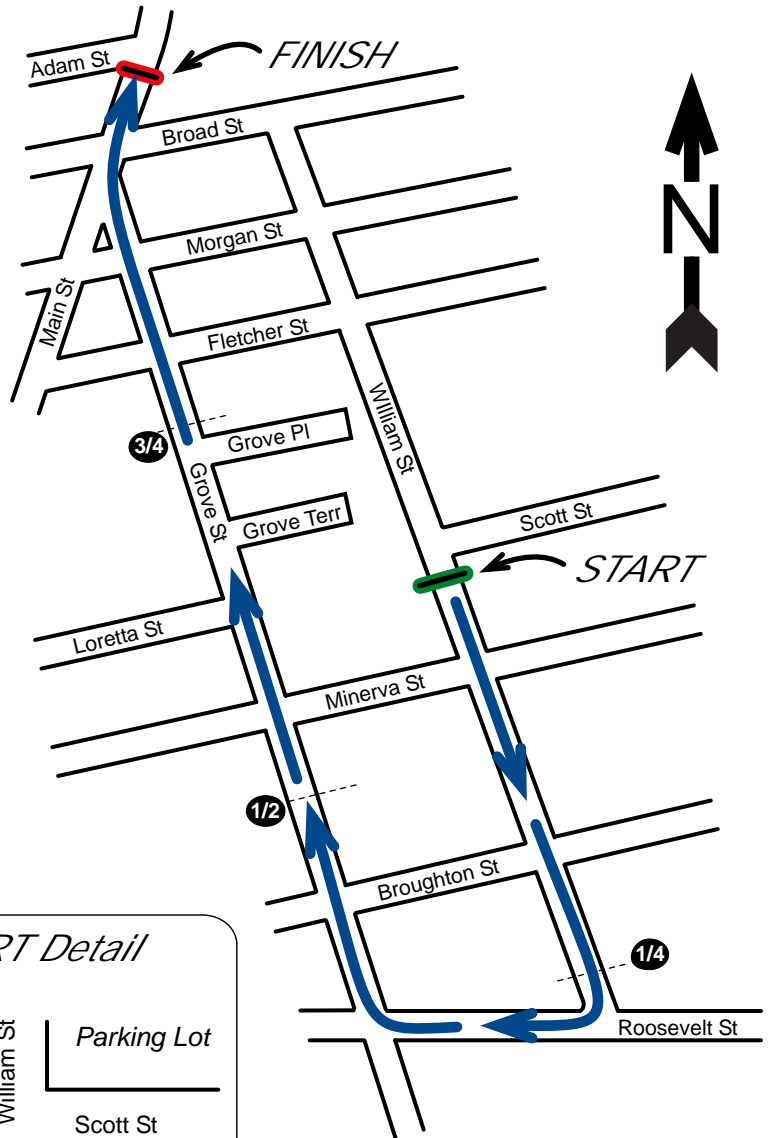 Adam St
FINISH
Broad St
N
Morgan St
Main St
Fletcher St
WIlliam St
3/4
Grove Pl
Grove St
Scott St
Grove Terr
START
Loretta St
Minerva St
1/2
Broughton St
RT Detail
1/4
William St
Parking Lot
Roosevelt St
Scott St